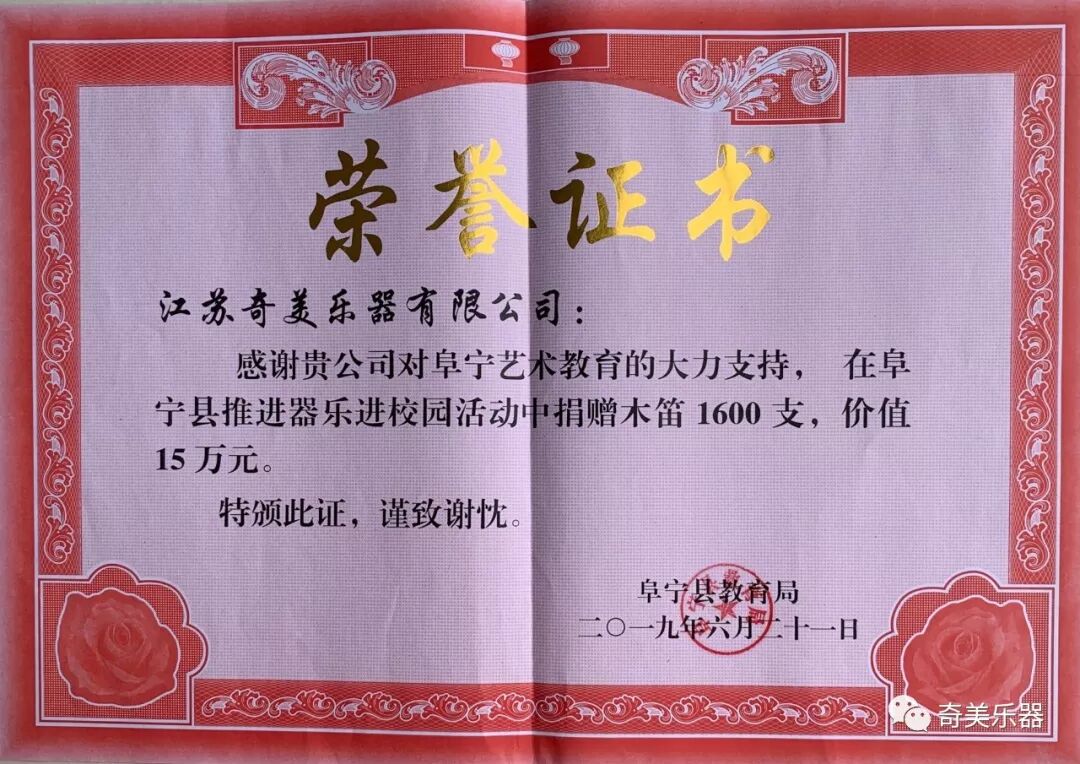 荣誉证书
江苏奇美乐器有限公司：
感谢贵公司对阜宁艺术教育的大力支持， 在阜
宁县推进器乐进校园活动中捐赠木笛 1600 支，价值
15 万元。
特颁此证，谨致谢忱。
阜宁县教育局
二〇一九年六月二十一日
奇美乐器